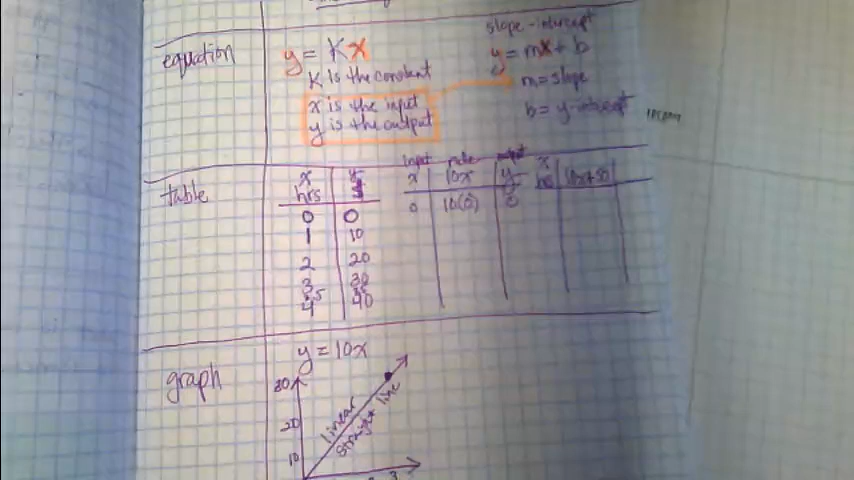 slope-intercept
equation
y = Kx
K is the constant
x is the input
y is the output
y = mx + b
m = slope
b = y-intercept
table
x y
hrs $
0 0
1 10
2 20
3 30
4 40
input rule output
x 10x y
0 10(0) 0
x
graph
y = 10x
30
20
10
linear
straight line
3